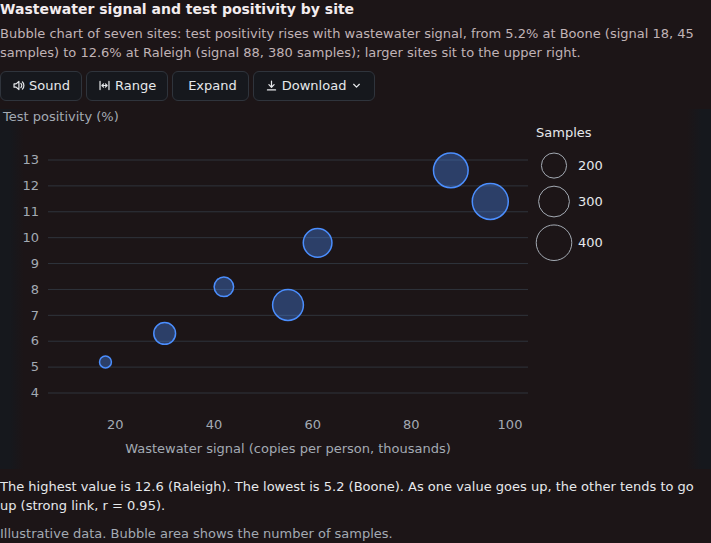 Wastewater signal and test positivity by site
Bubble chart of seven sites: test positivity rises with wastewater signal, from 5.2% at Boone (signal 18, 45
samples) to 12.6% at Raleigh (signal 88, 380 samples); larger sites sit to the upper right.
Sound Range Expand Download
Test positivity (%)
Samples
13
12
11
10
9
8
7
6
5
4
200
300
400
20 40 60 80 100
Wastewater signal (copies per person, thousands)
The highest value is 12.6 (Raleigh). The lowest is 5.2 (Boone). As one value goes up, the other tends to go
up (strong link, r = 0.95).
Illustrative data. Bubble area shows the number of samples.